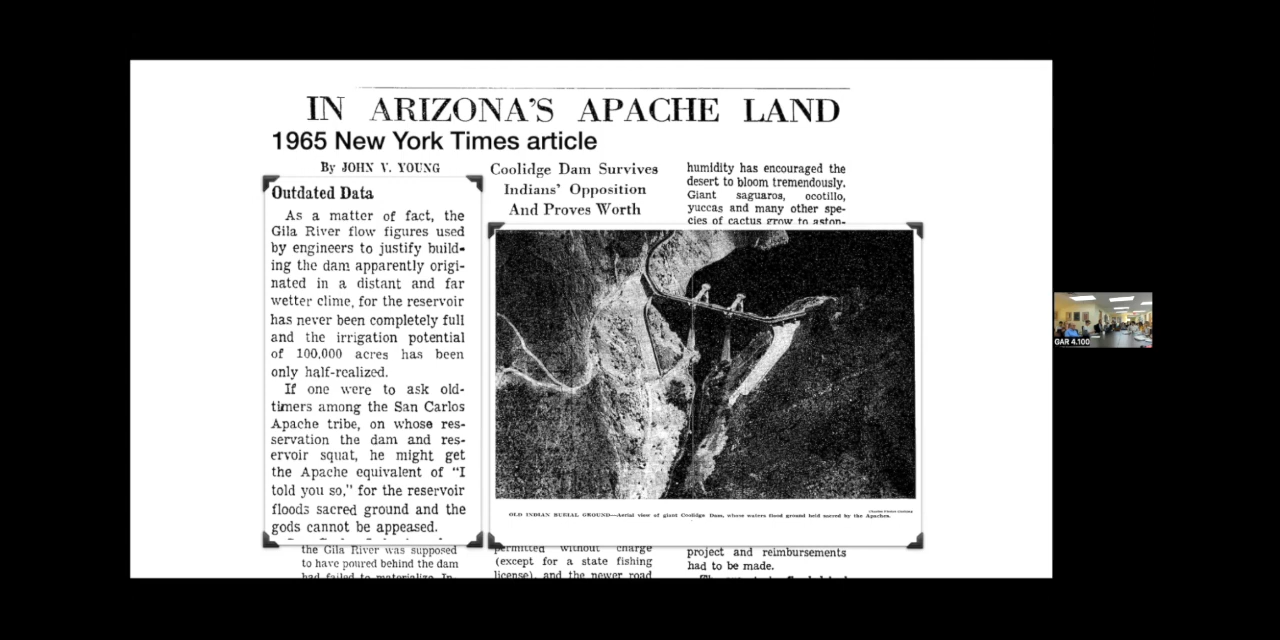 IN ARIZONA'S APACHE LAND
1965 New York Times article
By JOHN V. YOUNG
Outdated Data
As a matter of fact, the
Gila River flow figures used
by engineers to justify build-
ing the dam apparently origi-
nated in a distant and far
wetter clime, for the reservoir
has never been completely full
and the irrigation potential
of 100,000 acres has been
only half-realized.
If one were to ask old-
timers among the San Carlos
Apache tribe, on whose res-
servation the dam and res-
ervoir squat, he might get
the Apache equivalent of "I
told you so," for the reservoir
floods sacred ground and the
gods cannot be appeased.
the Gila River was supposed
to have poured behind the dam
had failed to materialize. In
Coolidge Dam Survives
Indians' Opposition
And Proves Worth
OLD INDIAN BURIAL GROUND—Aerial view of giant Coolidge Dam, whose waters flood ground held sacred by the Apaches.
permitted without charge
(except for a state fishing
license), and the newer road
humidity has encouraged the
desert to bloom tremendously.
Giant saguaros, ocotillo,
yuccas and many other spe-
cies of cactus grow to aston-
project and reimbursements
had to be made.
GAR 4.100